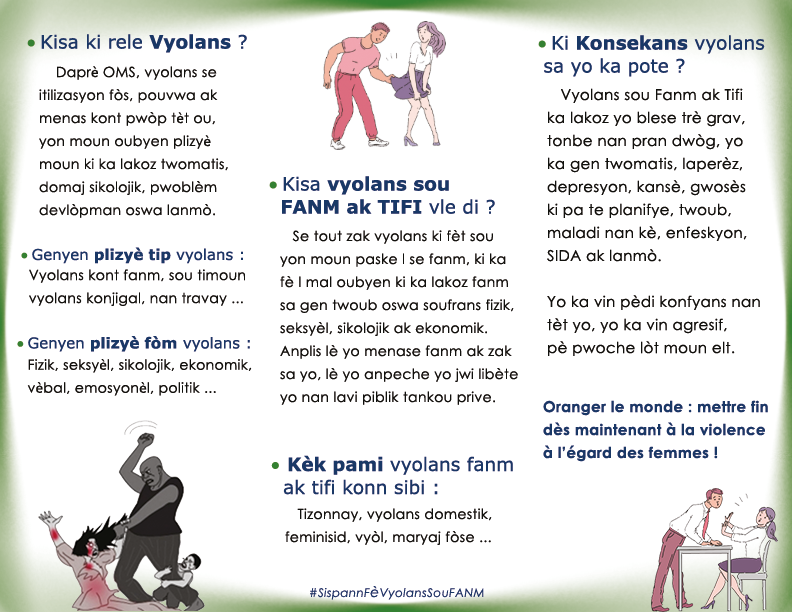 • Kisa ki rele Vyolans ?
Daprè OMS, vyolans se
itilizasyon fòs, pouvwa ak
menas kont pwòp tèt ou,
yon moun oubyen plizyè
moun ki ka lakoz twomatis,
domaj sikolojik, pwoblèm
devlòpman oswa lanmò.
• Genyen plizyè tip vyolans :
Vyolans kont fanm, sou timoun
vyolans konjigal, nan travay ...
• Genyen plizyè fòm vyolans :
Fizik, seksyèl, sikolojik, ekonomik,
vèbal, emosyonèl, politik ...
• Kisa vyolans sou
FANM ak TIFI vle di ?
Se tout zak vyolans ki fèt sou
yon moun paske l se fanm, ki ka
fè l mal oubyen ki ka lakoz fanm
sa gen twoub oswa soufrans fizik,
seksyèl, sikolojik ak ekonomik.
Anplis lè yo menase fanm ak zak
sa yo, lè yo anpeche yo jwi libète
yo nan lavi piblik tankou prive.
• Kèk pami vyolans fanm
ak tifi konn sibi :
Tizonnay, vyolans domestik,
feminisid, vyòl, maryaj fòse ...
#SispannFèVyolansSouFANM
• Ki Konsekans vyolans
sa yo ka pote ?
Vyolans sou Fanm ak Tifi
ka lakoz yo blese trè grav,
tonbe nan pran dwòg, yo
ka gen twomatis, laperèz,
depresyon, kansè, gwosès
ki pa te planifye, twoub,
maladi nan kè, enfeksyon,
SIDA ak lanmò.
Yo ka vin pèdi konfyans nan
tèt yo, yo ka vin agresif,
pè pwoche lòt moun elt.
Oranger le monde : mettre fin
dès maintenant à la violence
à l'égard des femmes !